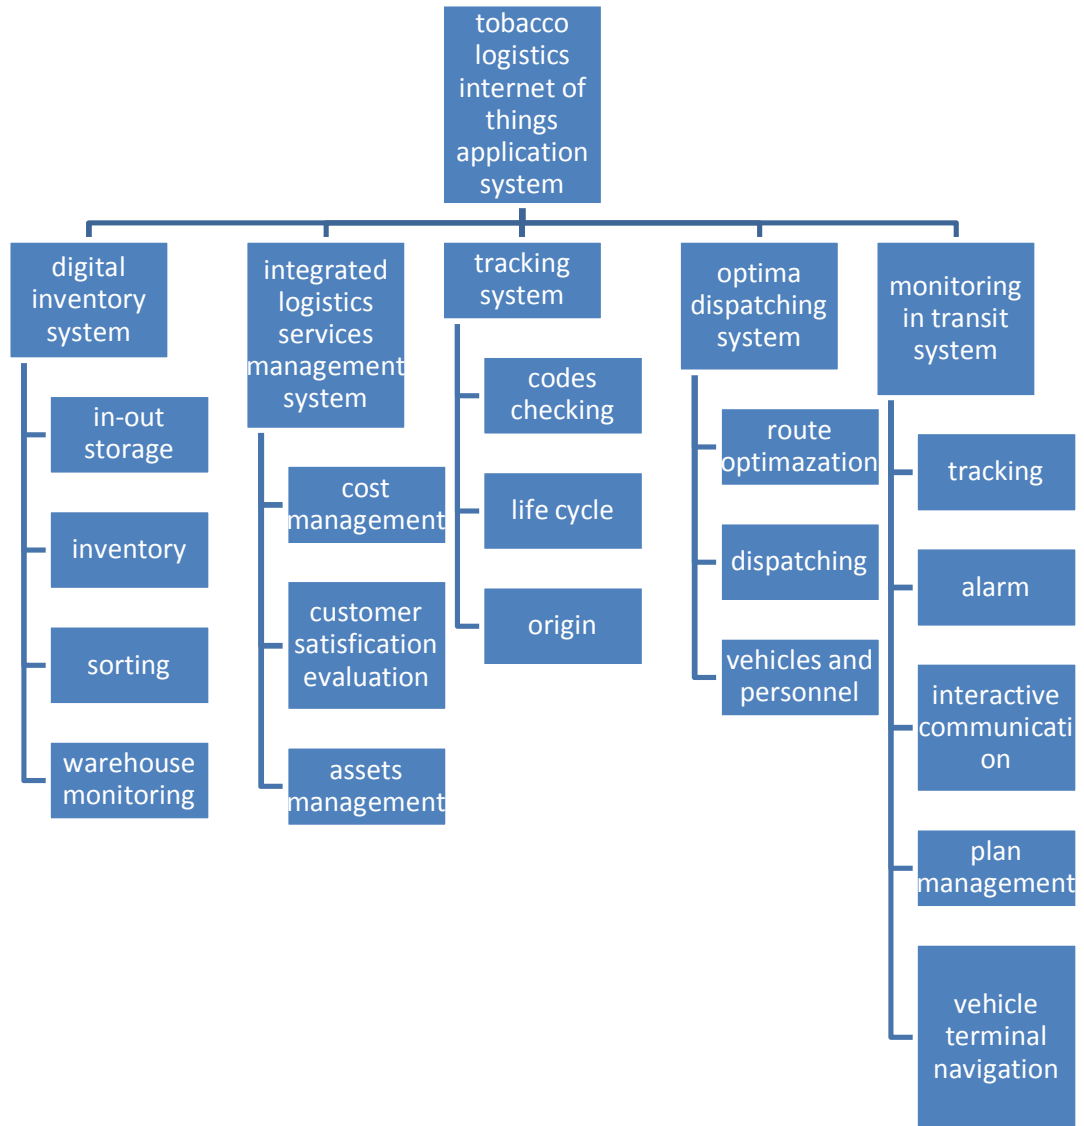 tobacco
logistics
internet of
things
application
system
digital
inventory
system
in-out
storage
inventory
sorting
warehouse
monitoring
integrated
logistics
services
management
system
cost
management
customer
satisfication
evaluation
assets
management
tracking
system
codes
checking
life cycle
origin
optima
dispatching
system
route
optimazation
dispatching
vehicles and
personnel
monitoring
in transit
system
tracking
alarm
interactive
communicati
on
plan
management
vehicle
terminal
navigation